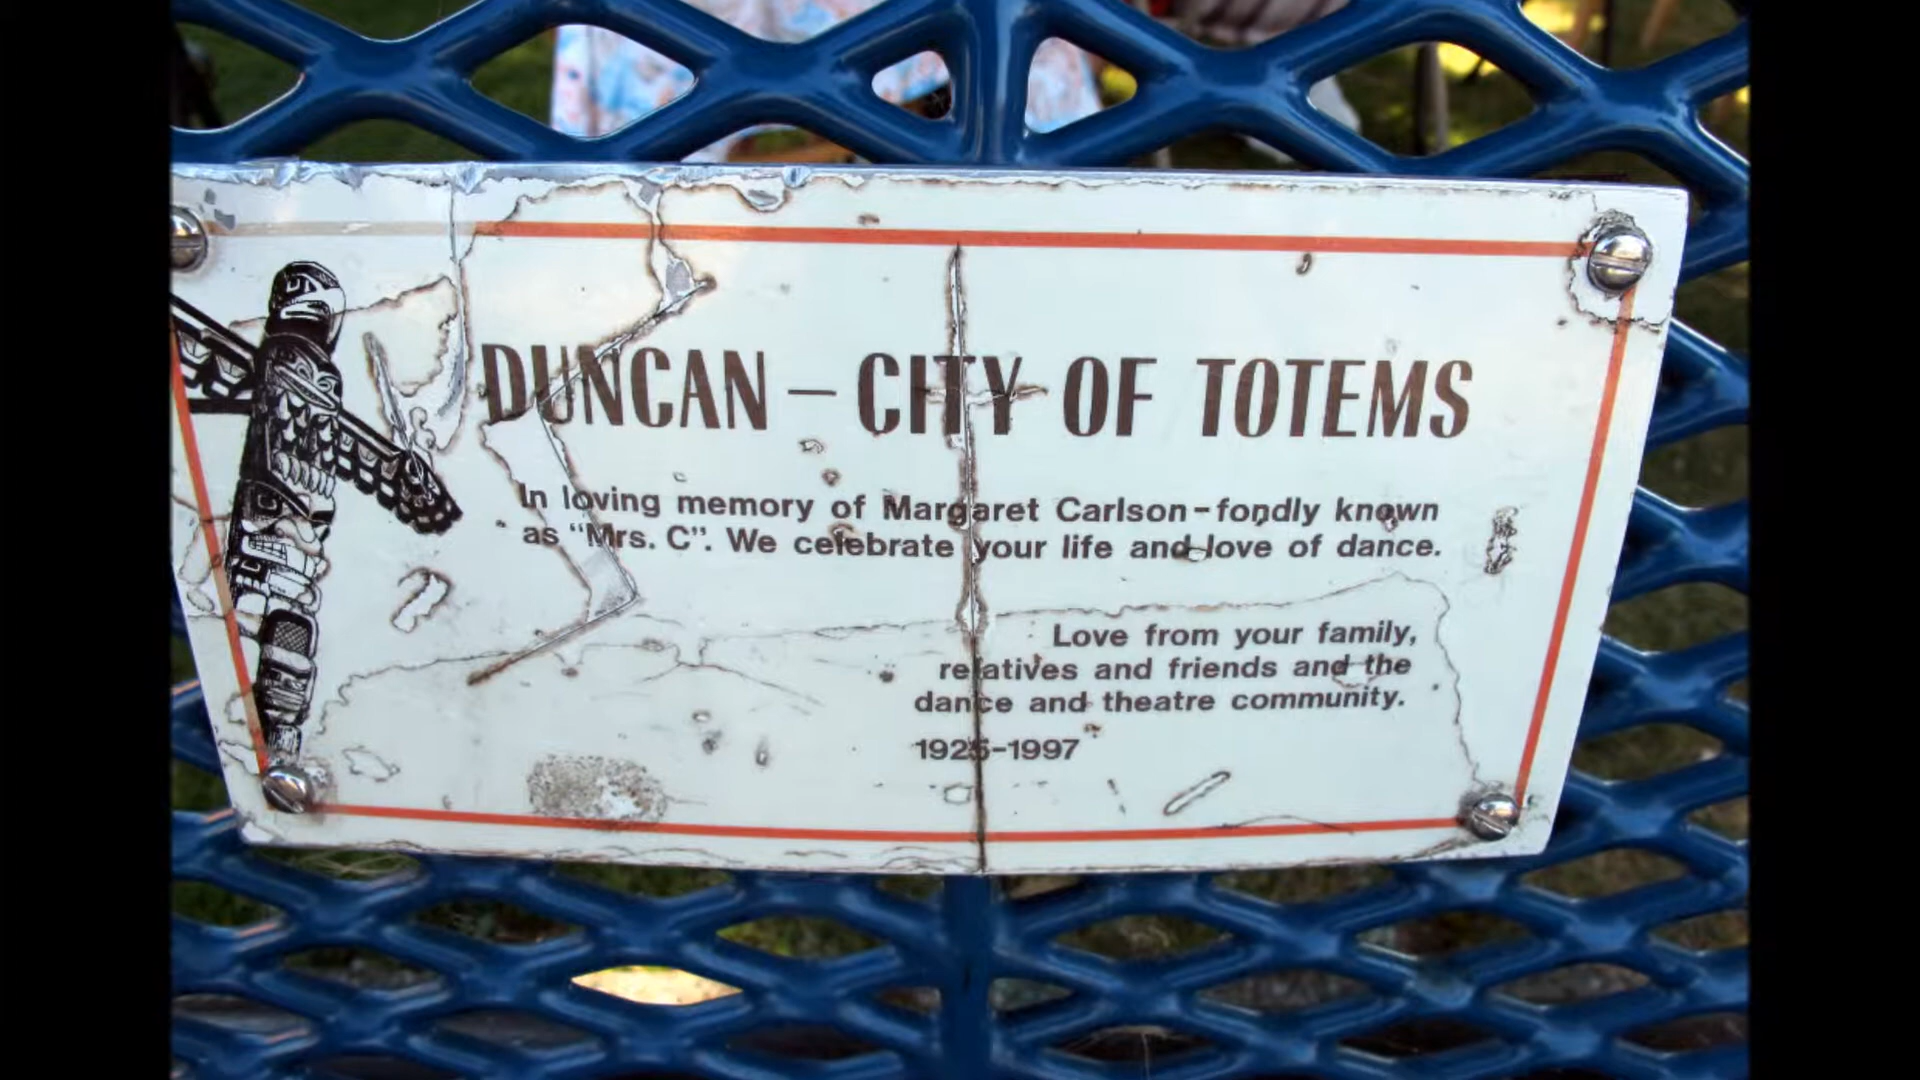 DUNCAN – CITY OF TOTEMS
In loving memory of Margaret Carlson – fondly known
as “Mrs. C”. We celebrate your life and love of dance.
Love from your family,
relatives and friends and the
dance and theatre community.
1925-1997